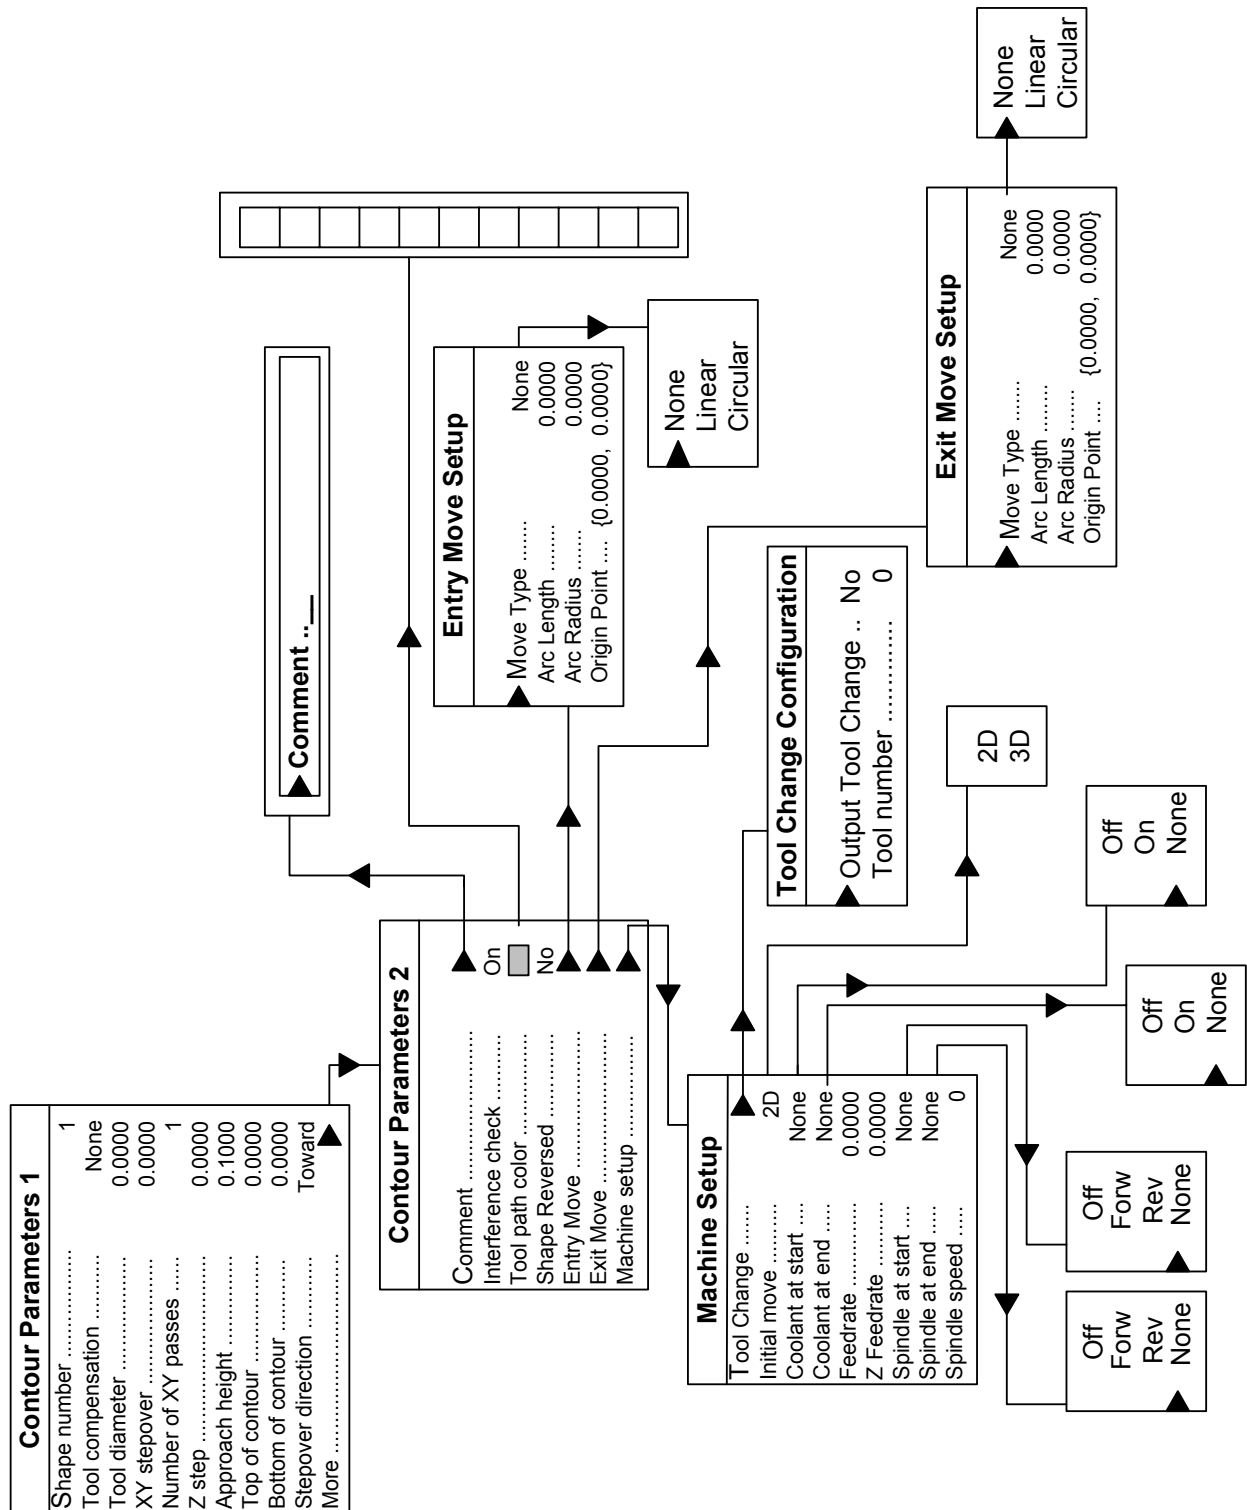 Contour Parameters 1
Shape number ..................... 1
Tool compensation .......... None
Tool diameter ................ 0.0000
XY stepover ................... 0.0000
Number of XY passes ...... 1
Z step ............................ 0.0000
Approach height ............. 0.1000
Top of contour ................ 0.0000
Bottom of contour ........... 0.0000
Stepover direction ........... Toward
More ...............................
Contour Parameters 2
Comment ........................
Interference check ........... On
Tool path color ................
Shape Reversed .............. No
Entry Move .....................
Exit Move .......................
Machine setup .................
Comment ..__
Entry Move Setup
Move Type ....... None
Arc Length ........ 0.0000
Arc Radius ....... 0.0000
Origin Point .... {0.0000, 0.0000}
None
Linear
Circular
Exit Move Setup
Move Type ....... None
Arc Length ........ 0.0000
Arc Radius ....... 0.0000
Origin Point .... {0.0000, 0.0000}
None
Linear
Circular
Machine Setup
Tool Change ......
Initial move ........... 2D
Coolant at start .... None
Coolant at end ..... None
Feedrate .............. 0.0000
Z Feedrate ........... 0.0000
Spindle at start .... None
Spindle at end ..... None
Spindle speed ..... 0
Tool Change Configuration
Output Tool Change .. No
Tool number .............. 0
2D
3D
Off
On
None
Off
On
None
Off
Forw
Rev
None
Off
Forw
Rev
None